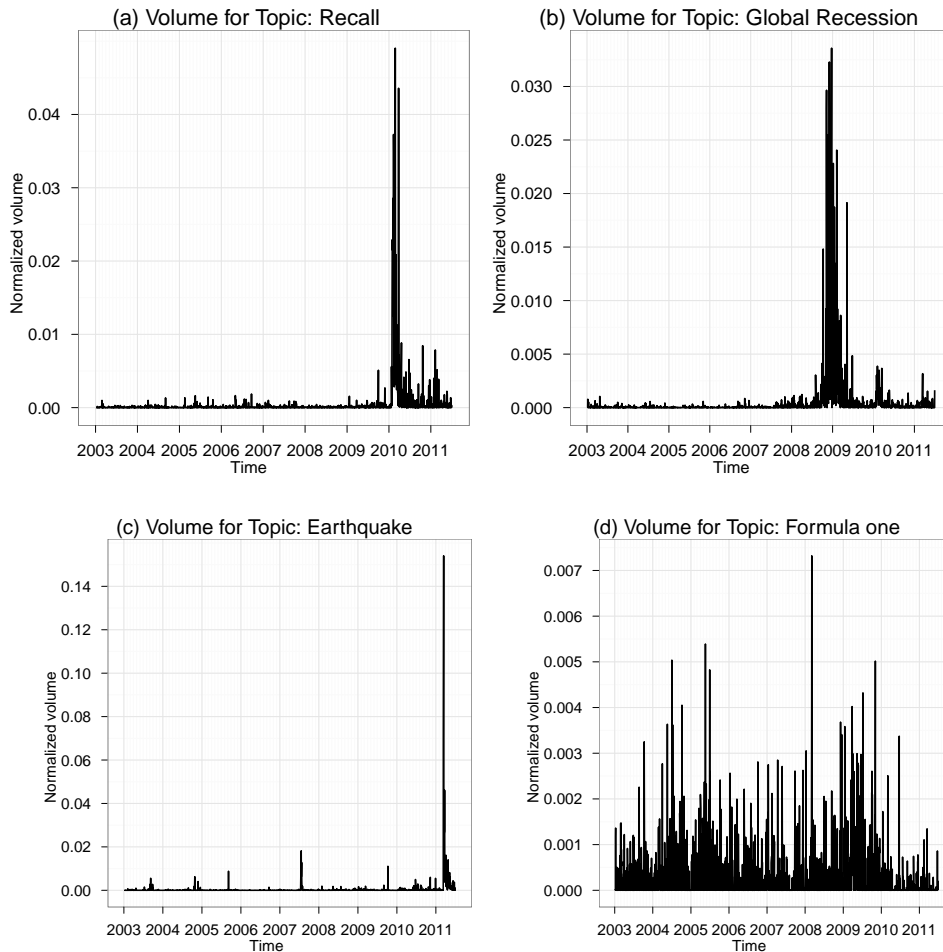 (a) Volume for Topic: Recall
Normalized volume
0.04
0.03
0.02
0.01
0.00
2003 2004 2005 2006 2007 2008 2009 2010 2011
Time
(b) Volume for Topic: Global Recession
Normalized volume
0.030
0.025
0.020
0.015
0.010
0.005
0.000
2003 2004 2005 2006 2007 2008 2009 2010 2011
Time
(c) Volume for Topic: Earthquake
Normalized volume
0.14
0.12
0.10
0.08
0.06
0.04
0.02
0.00
2003 2004 2005 2006 2007 2008 2009 2010 2011
Time
(d) Volume for Topic: Formula one
Normalized volume
0.007
0.006
0.005
0.004
0.003
0.002
0.001
0.000
2003 2004 2005 2006 2007 2008 2009 2010 2011
Time